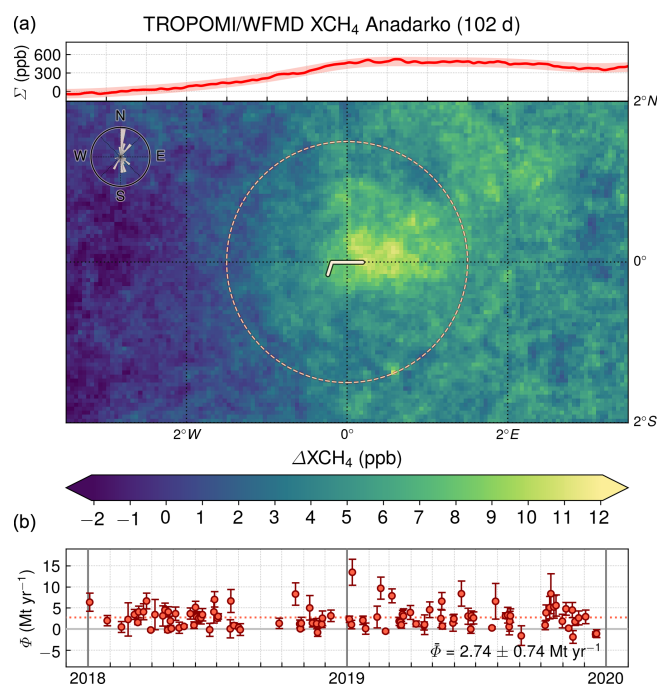 (a)
TROPOMI/WFMD XCH₄ Anadarko (102 d)
Σ (ppb)
600
300
0
N
W E
S
2°N
0°
2°S
2°W 0° 2°E
ΔXCH₄ (ppb)
−2 −1 0 1 2 3 4 5 6 7 8 9 10 11 12
(b)
Φ (Mt yr⁻¹)
15
10
5
0
−5
Φ̄ = 2.74 ± 0.74 Mt yr⁻¹
2018 2019 2020